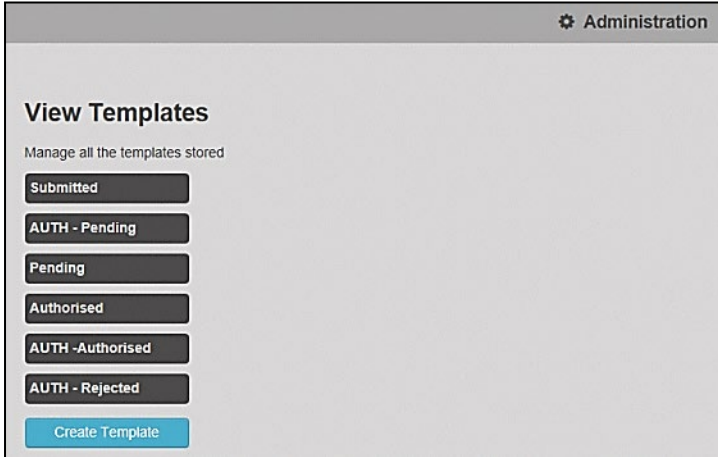 Administration
View Templates
Manage all the templates stored
Submitted
AUTH - Pending
Pending
Authorised
AUTH -Authorised
AUTH - Rejected
Create Template